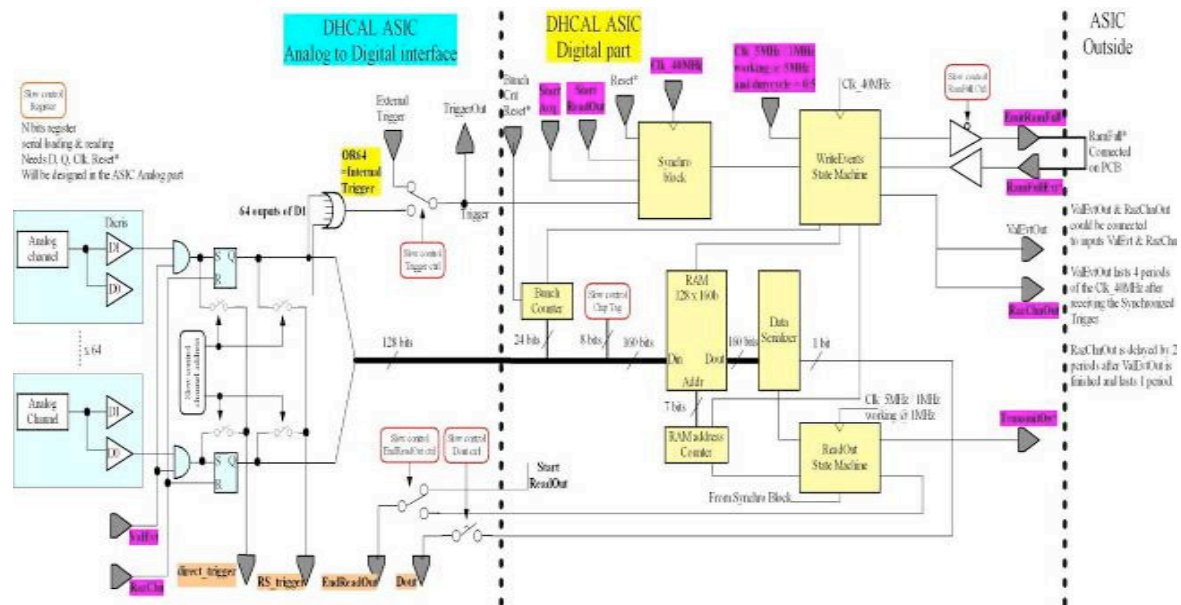 DHCAL ASIC
Analog to Digital interface
DHCAL ASIC
Digital part
ASIC
Outside
Slow control
Register
N bits register
serial loading & reading
Needs D, Q, Clk, Reset*
Will be designed in the ASIC Analog part
External
Trigger
TriggerOut
OR64
=Internal
Trigger
64 ouputs of D1
Slow control
Trigger ctrl
Trigger
Bunch
Cnt
Reset*
Start
Acq
Start
ReadOut
Reset*
Clk_40MHz
Clk_5MHz / 1MHz
working @ 5MHz
Clk_40MHz
Slow control
RamFull Ctrl
RamFull*
Connected
on PCB
RamFullExt*
Synchro
block
WriteEvents
State Machine
ValEvtOut
RazChnOut
ValEvtOut & RazChnOut
could be connected
to inputs ValEvt & RazChn
ValEvtOut lasts 4 periods
of the Clk_40MHz after
receiving the Synchronized
Trigger
RazChnOut is delayed by 2
periods after ValEvtOut is
finished and lasts 1 period.
Discris
Analog
channel
D1
D0
S Q
R
x 64
Slow control
channel address
Analog
Channel
D1
D0
S Q
R
128 bits
Bunch
Counter
24 bits
Slow control
Chip Tag
8 bits
160 bits
RAM
128 x 160b
Din
Dout
Addr
160 bits
Data
Serializer
1 bit
7 bits
RAM address
Counter
Clk_5MHz / 1MHz
working @ 1MHz
ReadOut
State Machine
From Synchro Block
Slow control
EndReadOut ctrl
Slow control
Dout ctrl
Start
ReadOut
ValEvt
RazChn
direct_trigger
RS_trigger
EndReadOut
Dout